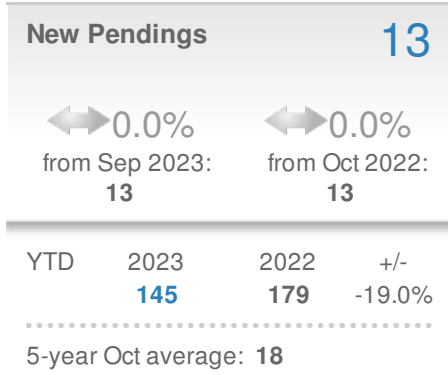 New Pendings 13
0.0% 0.0%
from Sep 2023: from Oct 2022:
13 13
YTD 2023 2022 +/-
145 179 -19.0%
5-year Oct average: 18